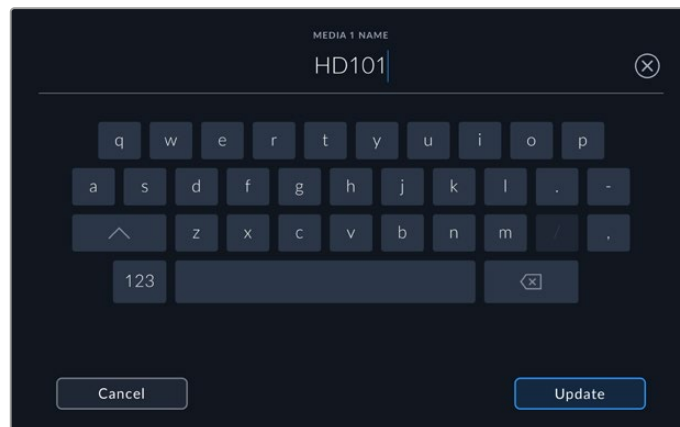 MEDIA 1 NAME
HD101
q w e r t y u i o p
a s d f g h j k l . -
z x c v b n m / ,
123
Cancel Update